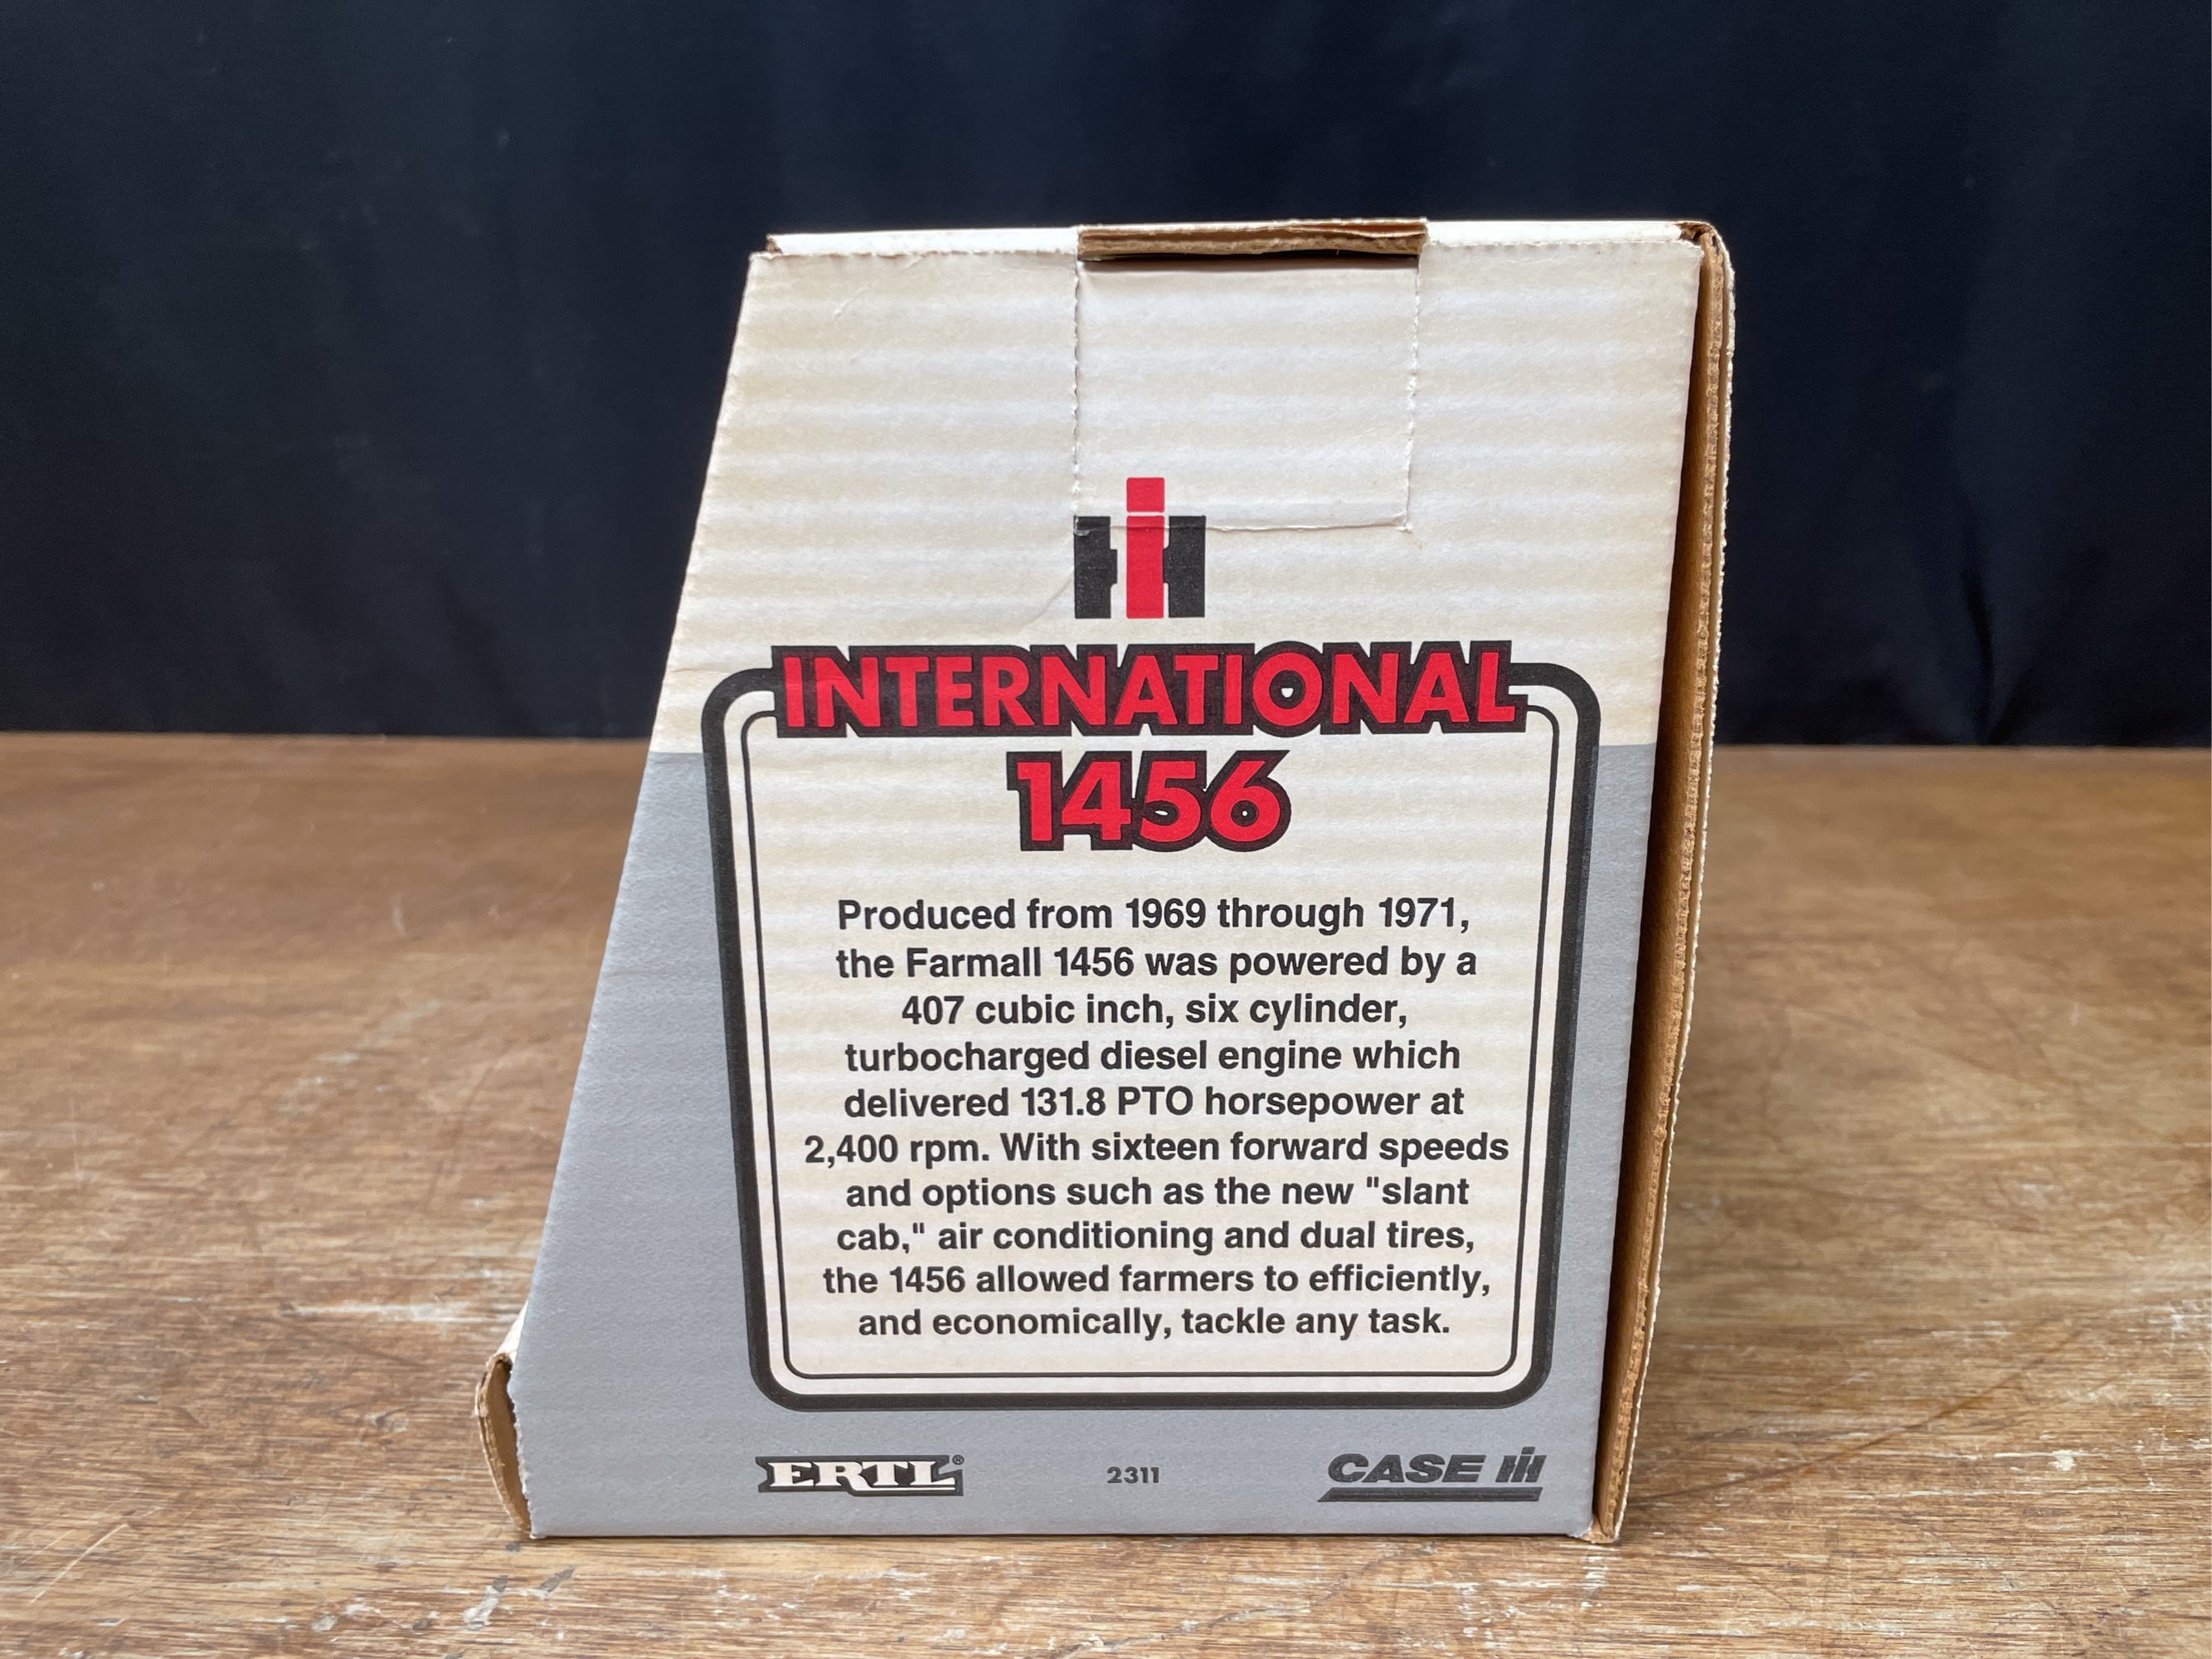 INTERNATIONAL
1456
Produced from 1969 through 1971,
the Farmall 1456 was powered by a
407 cubic inch, six cylinder,
turbocharged diesel engine which
delivered 131.8 PTO horsepower at
2,400 rpm. With sixteen forward speeds
and options such as the new "slant
cab," air conditioning and dual tires,
the 1456 allowed farmers to efficiently,
and economically, tackle any task.
ERTL® 2311 CASE IH